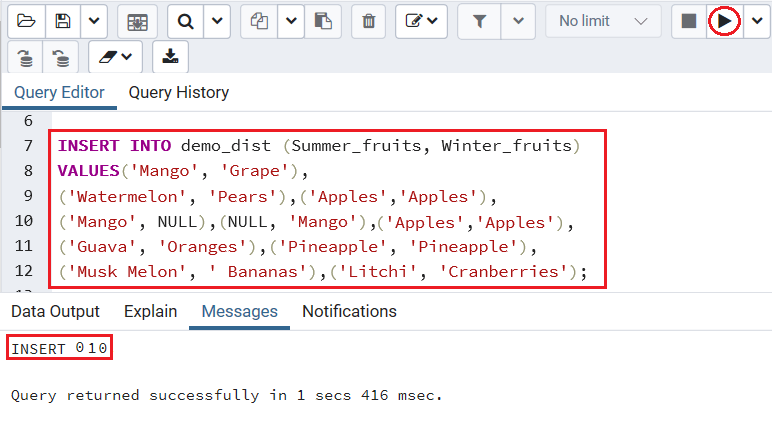 No limit
Query Editor Query History
6
7 INSERT INTO demo_dist (Summer_fruits, Winter_fruits)
8 VALUES('Mango', 'Grape'),
9 ('Watermelon', 'Pears'),('Apples','Apples'),
10 ('Mango', NULL),(NULL, 'Mango'),('Apples','Apples'),
11 ('Guava', 'Oranges'),('Pineapple', 'Pineapple'),
12 ('Musk Melon', ' Bananas'),('Litchi', 'Cranberries');
Data Output Explain Messages Notifications
INSERT 0 10
Query returned successfully in 1 secs 416 msec.